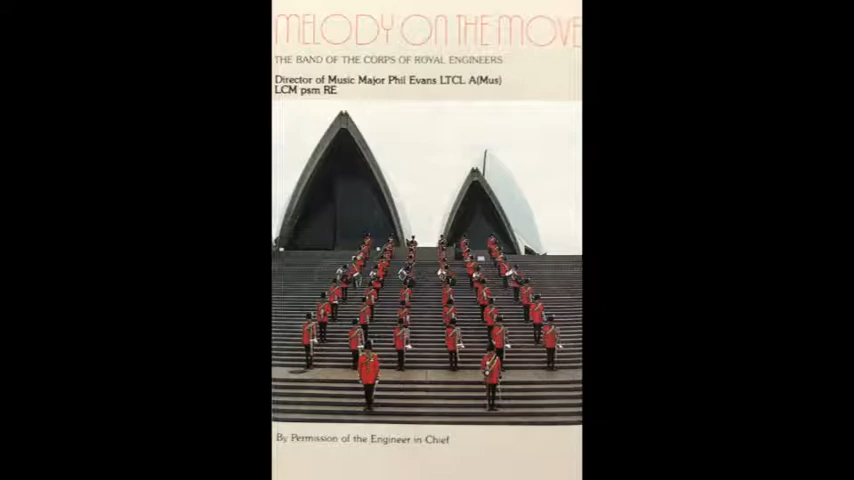 MELODY ON THE MOVE
THE BAND OF THE CORPS OF ROYAL ENGINEERS
Director of Music Major Phil Evans LTCL A(Mus)
LCM psm RE
By Permission of the Engineer in Chief